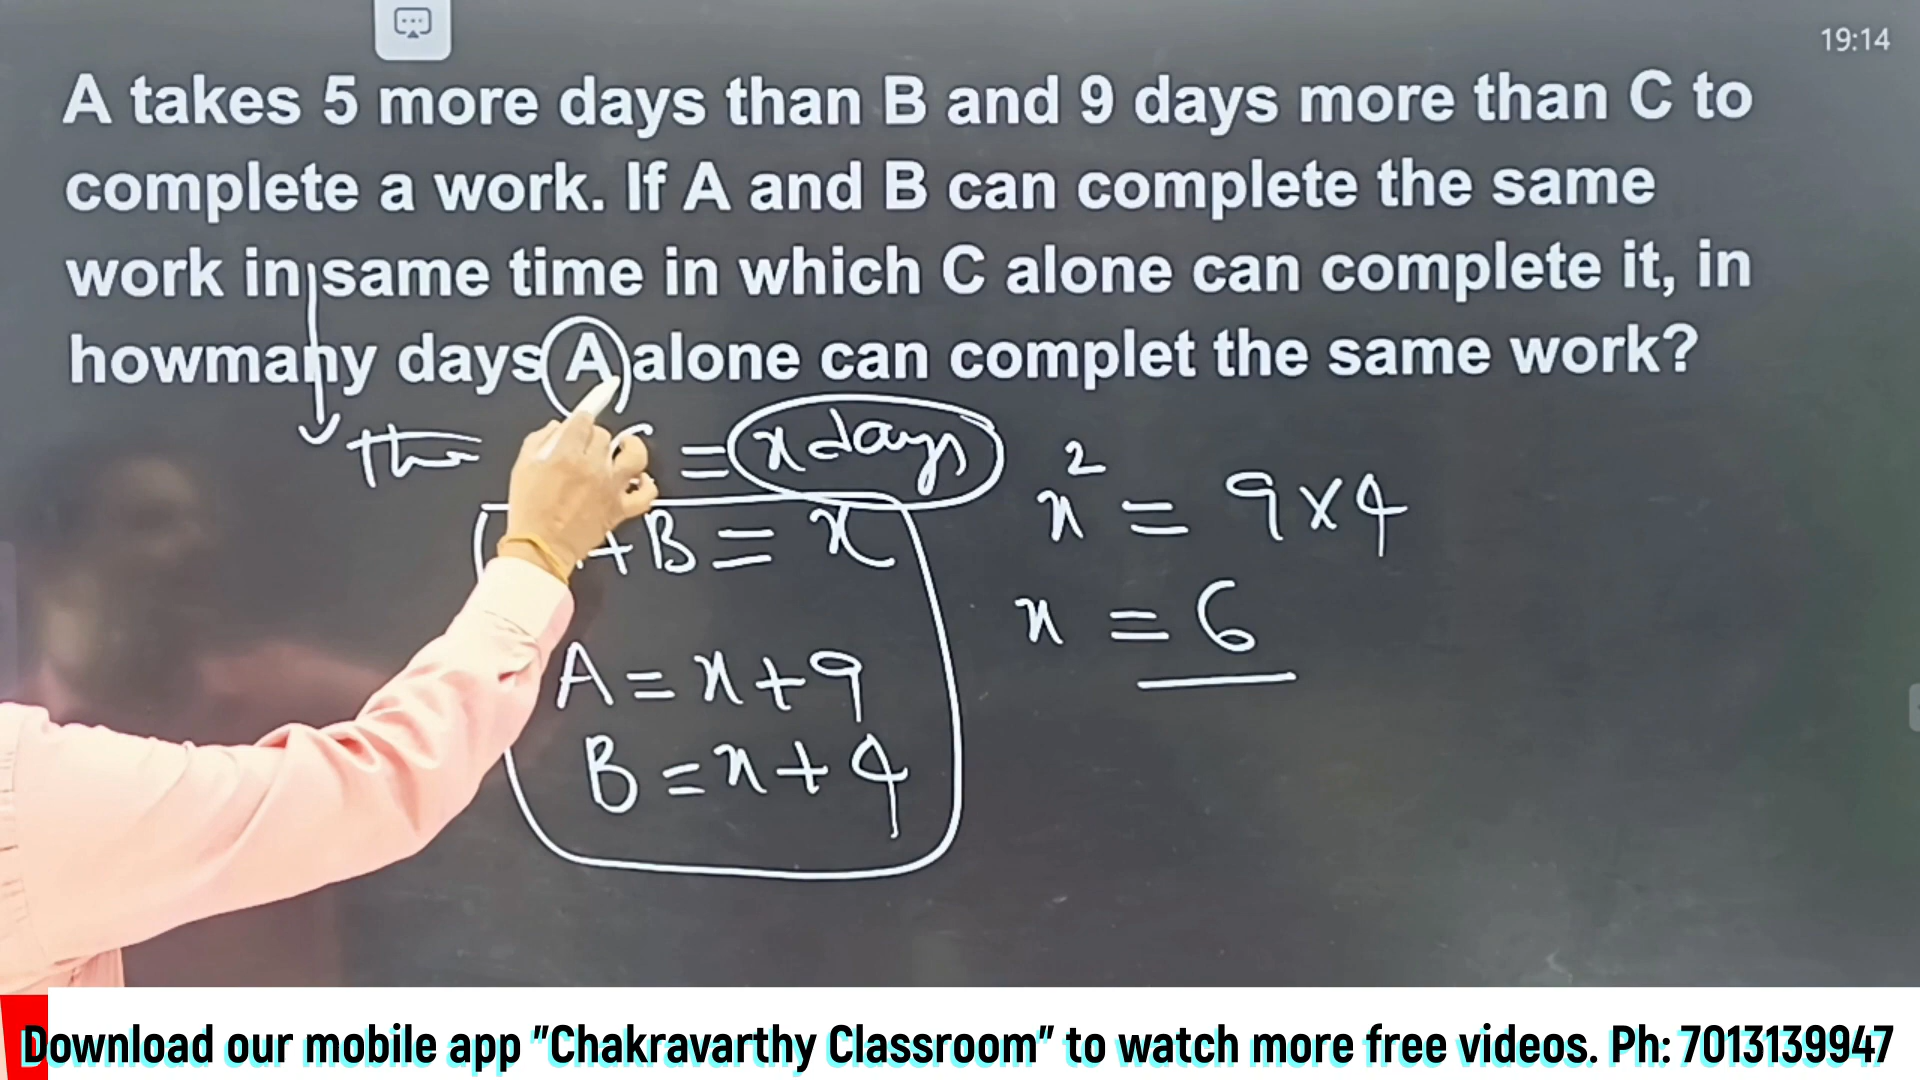 19:14
A takes 5 more days than B and 9 days more than C to
complete a work. If A and B can complete the same
work in same time in which C alone can complete it, in
howmany days A alone can complet the same work?
= x days
+B = x
A = x+9
B = x+4
x² = 9×4
x = 6
Download our mobile app "Chakravarthy Classroom" to watch more free videos. Ph: 7013139947